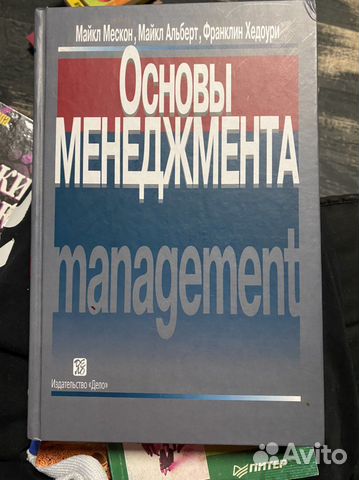 Майкл Мескон, Майкл Альберт, Франклин Хедоури
ОСНОВЫ
МЕНЕДЖМЕНТА
management
Издательство «Дело»
ПИТЕР
Avito